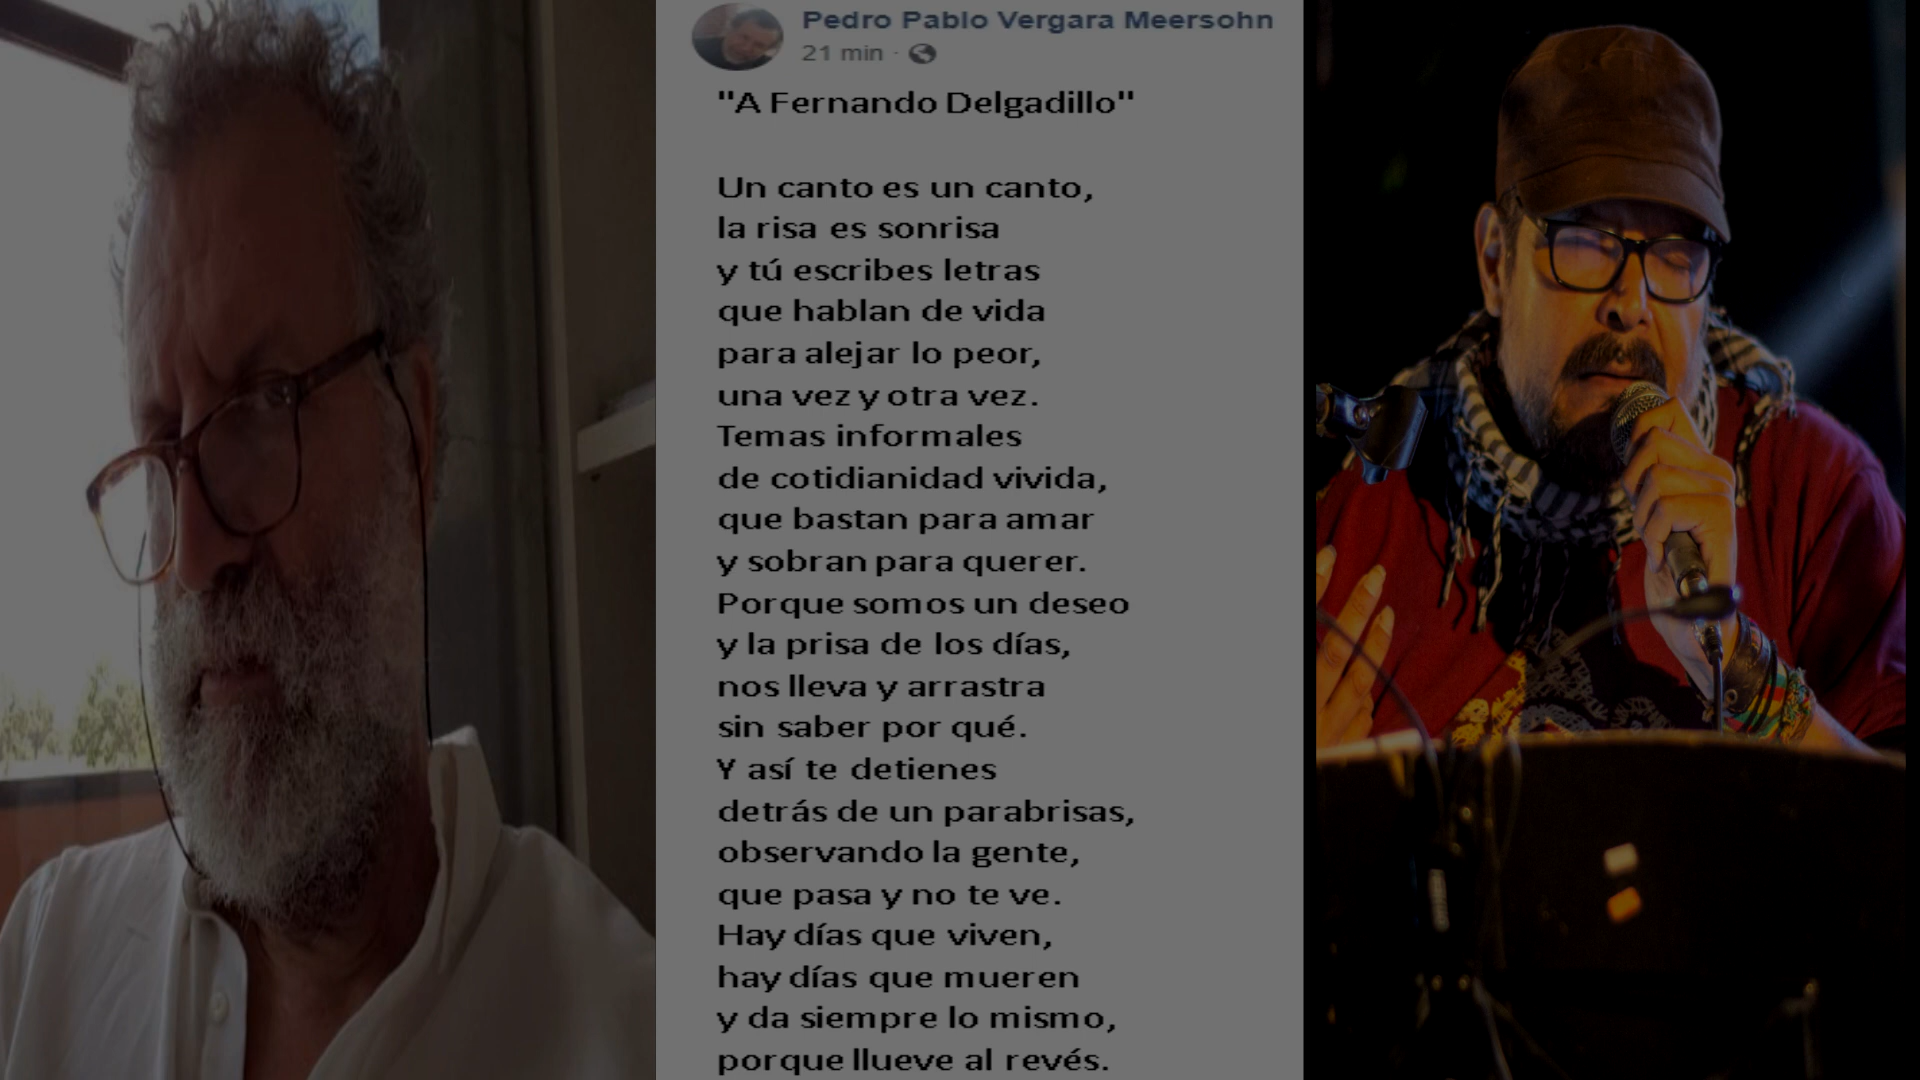 Pedro Pablo Vergara Meersohn
21 min ·
"A Fernando Delgadillo"
Un canto es un canto,
la risa es sonrisa
y tú escribes letras
que hablan de vida
para alejar lo peor,
una vez y otra vez.
Temas informales
de cotidianidad vivida,
que bastan para amar
y sobran para querer.
Porque somos un deseo
y la prisa de los días,
nos lleva y arrastra
sin saber por qué.
Y así te detienes
detrás de un parabrisas,
observando la gente,
que pasa y no te ve.
Hay días que viven,
hay días que mueren
y da siempre lo mismo,
porque llueve al revés.